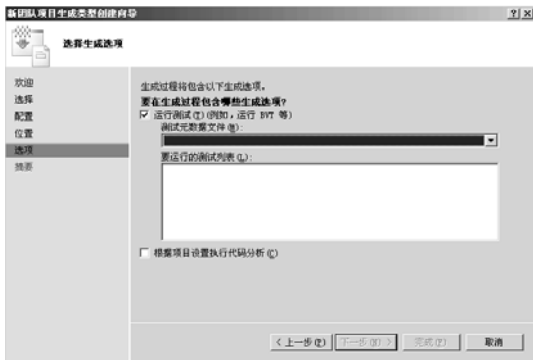 新团队项目生成类型创建向导
选择生成选项
欢迎
选择
配置
位置
选项
摘要
生成过程将包含以下生成选项。
要在生成过程包含哪些生成选项?
运行测试(T)(例如，运行 BVT 等)
测试元数据文件(M):
要运行的测试列表(L):
根据项目设置执行代码分析(C)
< 上一步(P)
下一步(N) >
完成(F)
取消